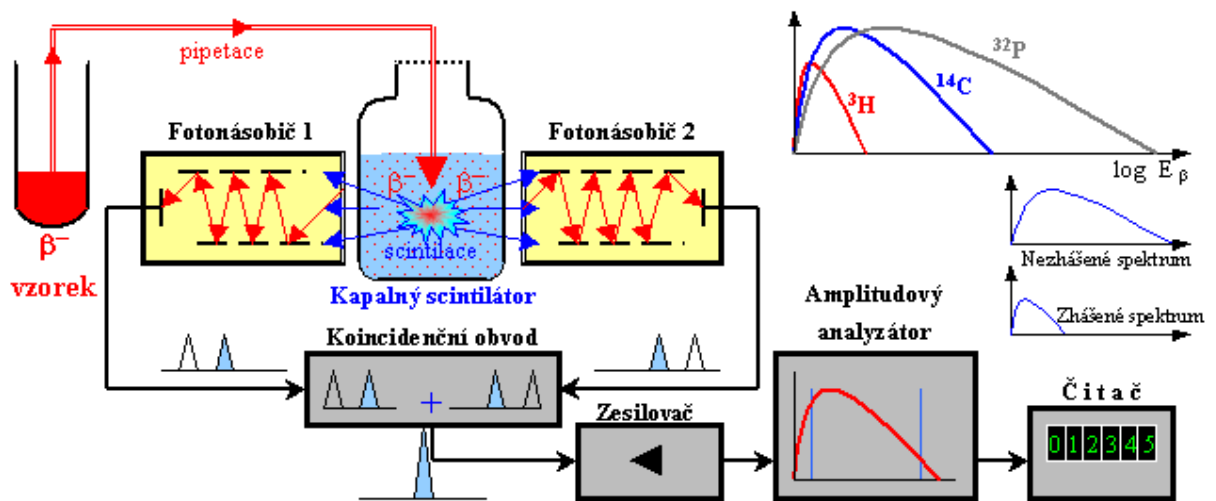 pipetace
Fotonásobič 1
Fotonásobič 2
β⁻
vzorek
β⁻ β⁻
scintilace
Kapalný scintilátor
Koincidenční obvod
+
Zesilovač
Amplitudový
analyzátor
Čitač
012345
³H
¹⁴C
³²P
log Eβ
Nezhášené spektrum
Zhášené spektrum